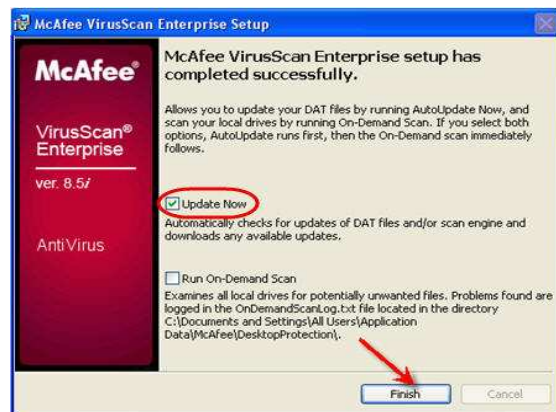 McAfee VirusScan Enterprise Setup
McAfee®
VirusScan®
Enterprise
ver. 8.5i
AntiVirus
McAfee VirusScan Enterprise setup has
completed successfully.
Allows you to update your DAT files by running AutoUpdate Now, and
scan your local drives by running On-Demand Scan. If you select both
options, AutoUpdate runs first, then the On-Demand scan immediately
follows.
Update Now
Automatically checks for updates of DAT files and/or scan engine and
downloads any available updates.
Run On-Demand Scan
Examines all local drives for potentially unwanted files. Problems found are
logged in the OnDemandScanLog.txt file located in the directory
C:\Documents and Settings\All Users\Application
Data\McAfee\DesktopProtection\.
Finish
Cancel